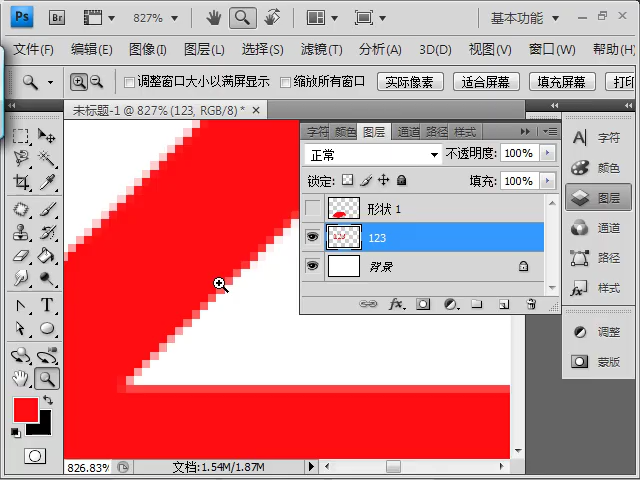 Ps Br 827% 基本功能
文件(F) 编辑(E) 图像(I) 图层(L) 选择(S) 滤镜(T) 分析(A) 3D(D) 视图(V) 窗口(W) 帮助(H)
调整窗口大小以满屏显示 缩放所有窗口 实际像素 适合屏幕 填充屏幕 打印
未标题-1 @ 827% (123, RGB/8) *
字符 颜色 图层 通道 路径 样式
正常 不透明度: 100%
锁定: 填充: 100%
形状 1
123
背景
fx
字符
颜色
图层
通道
路径
样式
调整
蒙版
826.83% 文档:1.54M/1.87M